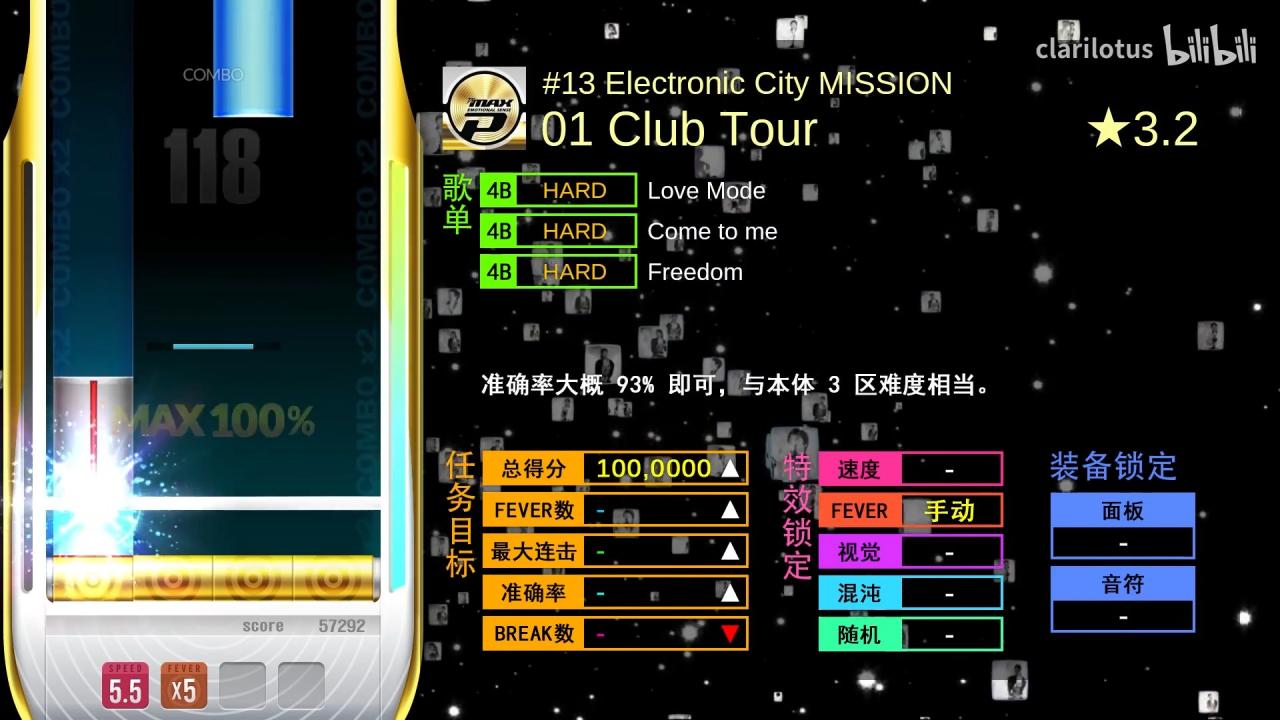 clarilotus bilibili
COMBO
118
MAX 100%
COMBO x2 COMBO x2 COMBO
score 57292
SPEED
5.5
FEVER
x5
#13 Electronic City MISSION
01 Club Tour
★3.2
歌单
4B HARD Love Mode
4B HARD Come to me
4B HARD Freedom
准确率大概 93% 即可，与本体 3 区难度相当。
任务目标
总得分 100,0000 ▲
FEVER数 - ▲
最大连击 - ▲
准确率 - ▲
BREAK数 - ▼
特效锁定
速度 -
FEVER 手动
视觉 -
混沌 -
随机 -
装备锁定
面板
-
音符
-